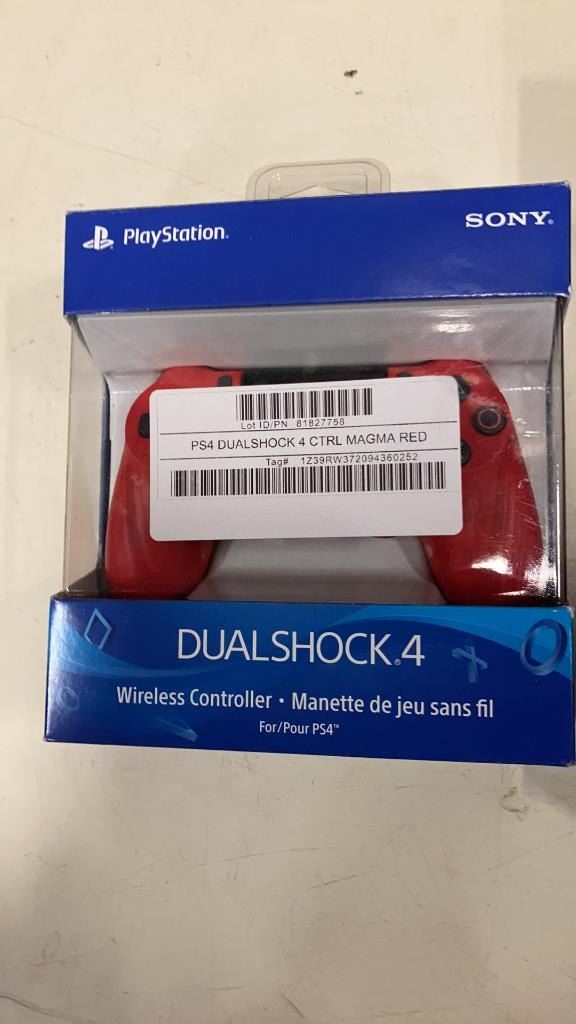 PlayStation®
SONY®
Lot ID/PN 81827758
PS4 DUALSHOCK 4 CTRL MAGMA RED
Tag# 1Z39RW372094360252
DUALSHOCK®4
Wireless Controller • Manette de jeu sans fil
For/Pour PS4™